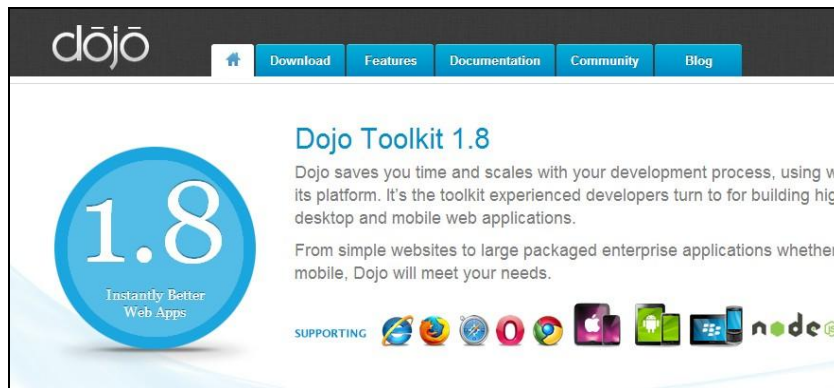 dōjō
Download Features Documentation Community Blog
Dojo Toolkit 1.8
Dojo saves you time and scales with your development process, using
its platform. It's the toolkit experienced developers turn to for building
desktop and mobile web applications.
From simple websites to large packaged enterprise applications whether
mobile, Dojo will meet your needs.
1.8
Instantly Better
Web Apps
SUPPORTING
node